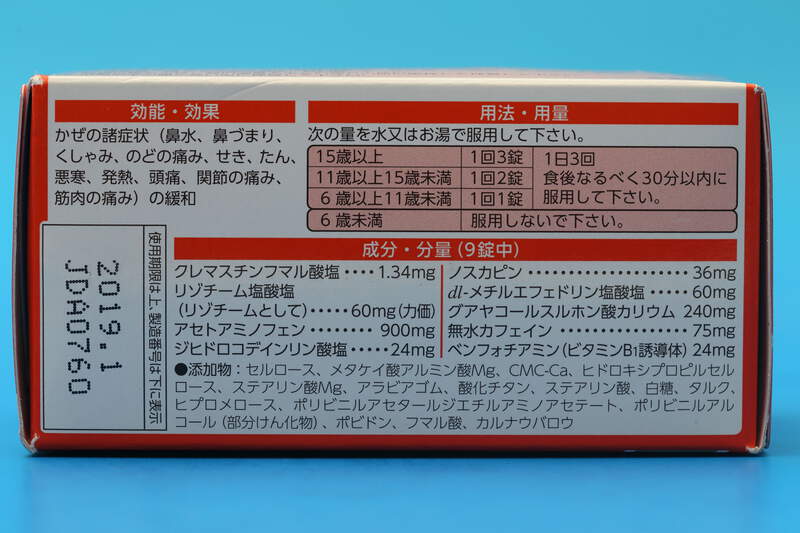 効能・効果
かぜの諸症状（鼻水、鼻づまり、
くしゃみ、のどの痛み、せき、たん、
悪寒、発熱、頭痛、関節の痛み、
筋肉の痛み）の緩和
用法・用量
次の量を水又はお湯で服用して下さい。
15歳以上 1回3錠 1日3回
11歳以上15歳未満 1回2錠 食後なるべく30分以内に
6歳以上11歳未満 1回1錠 服用して下さい。
6歳未満 服用しないで下さい。
使用期限は上 製造番号は下に表示
2019.1
JDA0760
成分・分量（9錠中）
クレマスチンフマル酸塩‥‥1.34mg
リゾチーム塩酸塩
（リゾチームとして）‥‥‥60mg（力価）
アセトアミノフェン‥‥‥‥900mg
ジヒドロコデインリン酸塩‥‥‥24mg
ノスカピン‥‥‥‥‥‥‥‥‥‥36mg
dl-メチルエフェドリン塩酸塩‥‥60mg
グアヤコールスルホン酸カリウム 240mg
無水カフェイン‥‥‥‥‥‥‥‥75mg
ベンフォチアミン（ビタミンB1誘導体）24mg
●添加物：セルロース、メタケイ酸アルミン酸Mg、CMC-Ca、ヒドロキシプロピルセル
ロース、ステアリン酸Mg、アラビアゴム、酸化チタン、ステアリン酸、白糖、タルク、
ヒプロメロース、ポリビニルアセタールジエチルアミノアセテート、ポリビニルアル
コール（部分けん化物）、ポビドン、フマル酸、カルナウバロウ